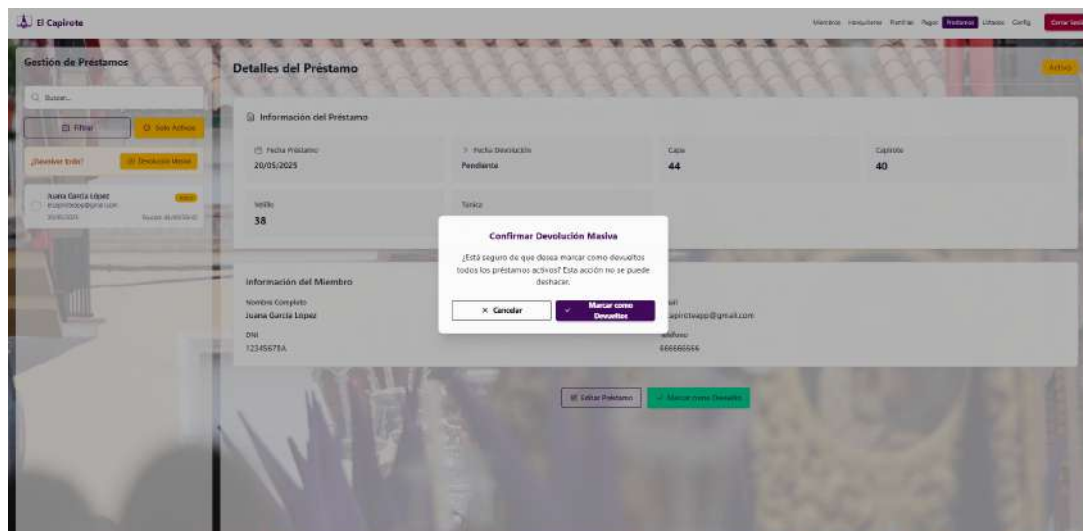 El Capirote
Miembros Pagos Préstamos Listados Config Cerrar Sesión
Gestión de Préstamos
Buscar...
Filtrar Solo Activos
¿Devolver todo? Devolución Masiva
Juana García López
20/05/2025
Detalles del Préstamo
Activo
Información del Préstamo
Fecha Préstamo
20/05/2025
Fecha Devolución
Pendiente
Capa
44
Capirote
40
38
Túnica
Confirmar Devolución Masiva
¿Está seguro de que desea marcar como devueltos
todos los préstamos activos? Esta acción no se puede
deshacer.
Cancelar
Marcar como
Devueltos
Información del Miembro
Nombre Completo
Juana García López
DNI
12345678A
capiroteapp@gmail.com
666666666
Editar Préstamo
Marcar como Devuelto